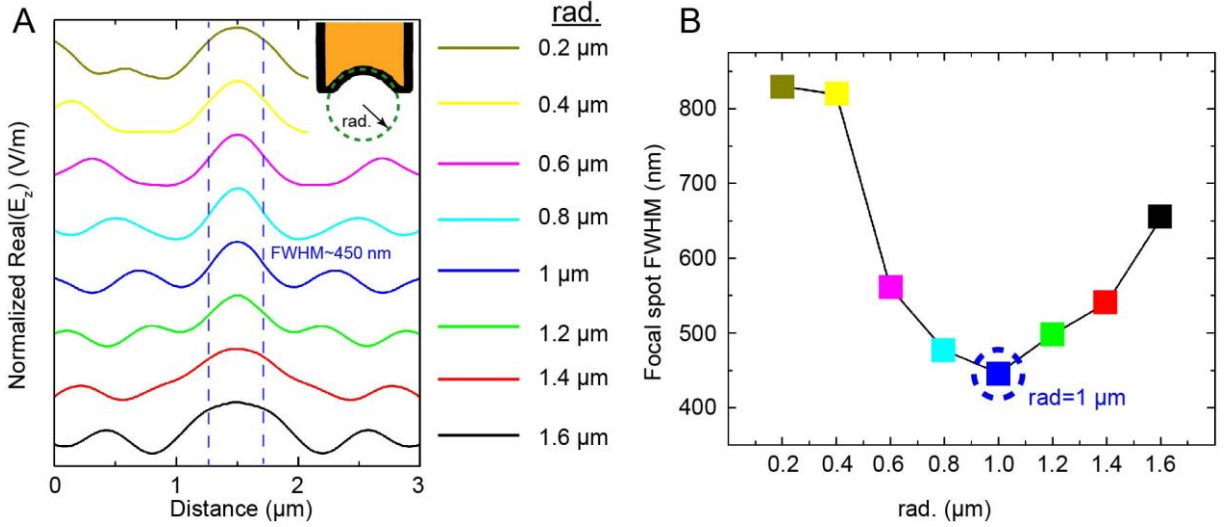 A
Normalized Real(E_z) (V/m)
rad.
FWHM~450 nm
0 1 2 3
Distance (µm)
rad.
0.2 µm
0.4 µm
0.6 µm
0.8 µm
1 µm
1.2 µm
1.4 µm
1.6 µm
B
Focal spot FWHM (nm)
800
700
600
500
400
rad=1 µm
0.2 0.4 0.6 0.8 1.0 1.2 1.4 1.6
rad. (µm)